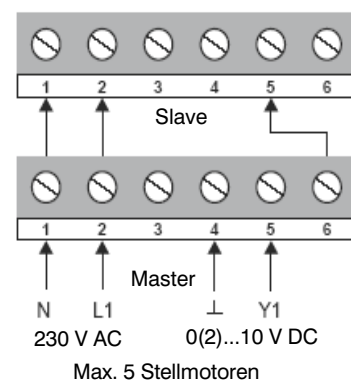 1 2 3 4 5 6
Slave
1 2 3 4 5 6
Master
N L1 ⊥ Y1
230 V AC 0(2)...10 V DC
Max. 5 Stellmotoren